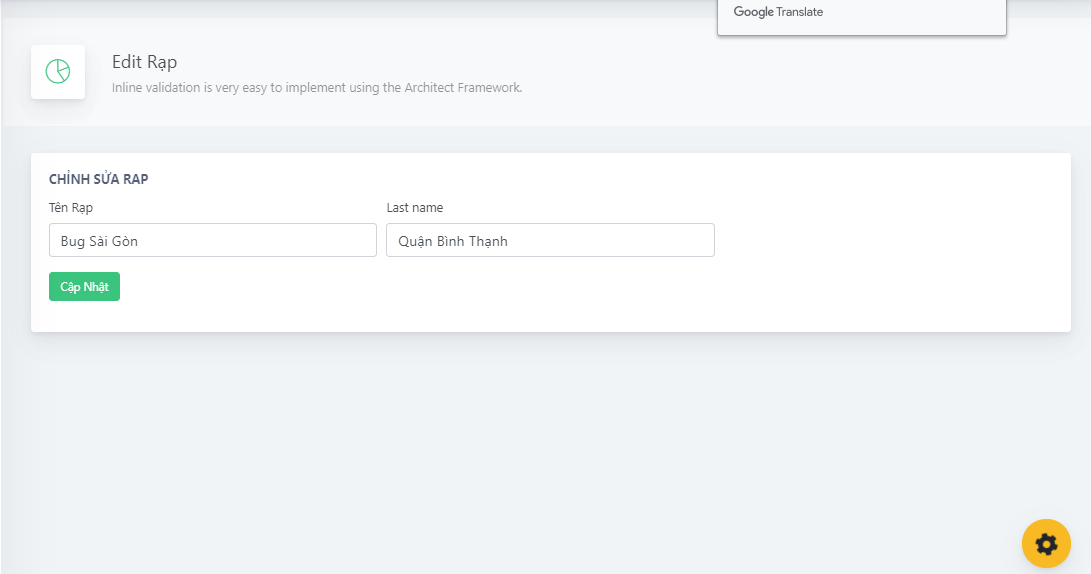 Google Translate
Edit Rạp
Inline validation is very easy to implement using the Architect Framework.
CHỈNH SỬA RẠP
Tên Rạp
Last name
Bug Sài Gòn
Quận Bình Thạnh
Cập Nhật